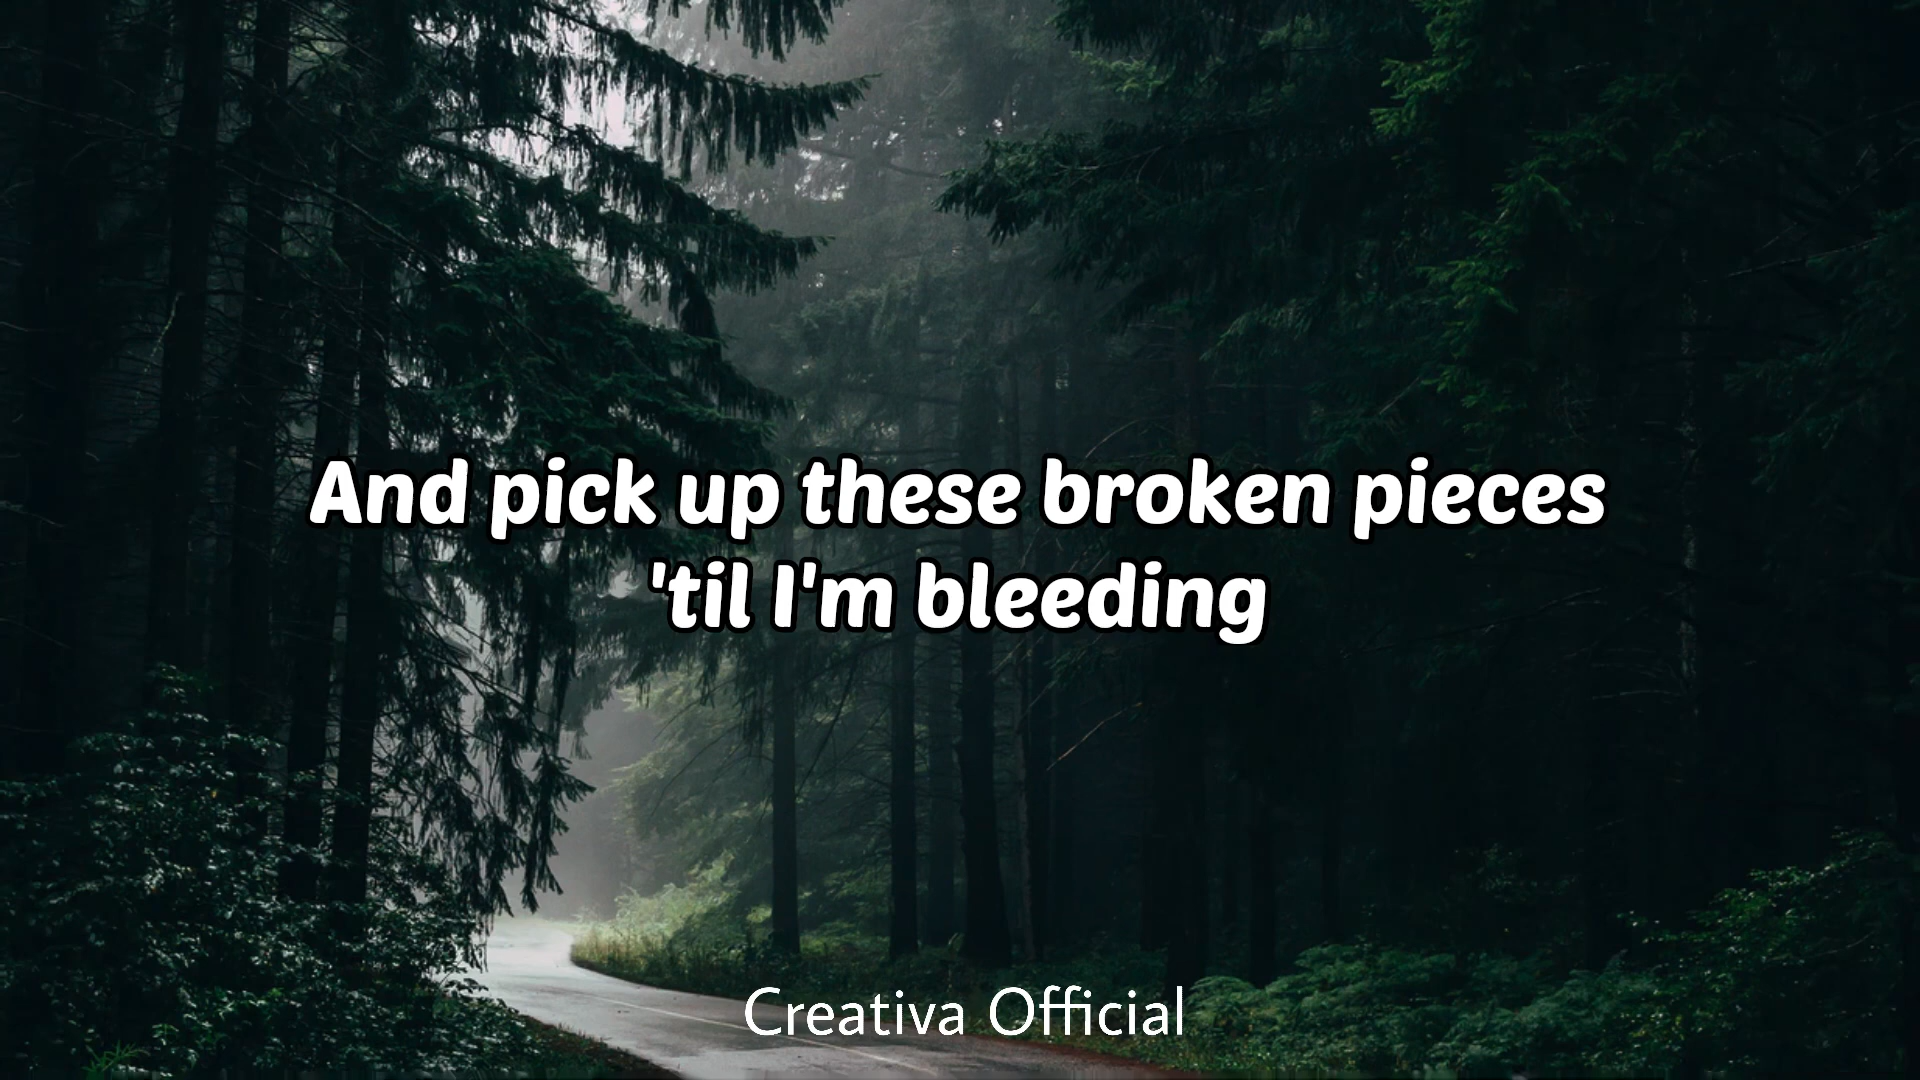 And pick up these broken pieces
'til I'm bleeding
Creativa Official